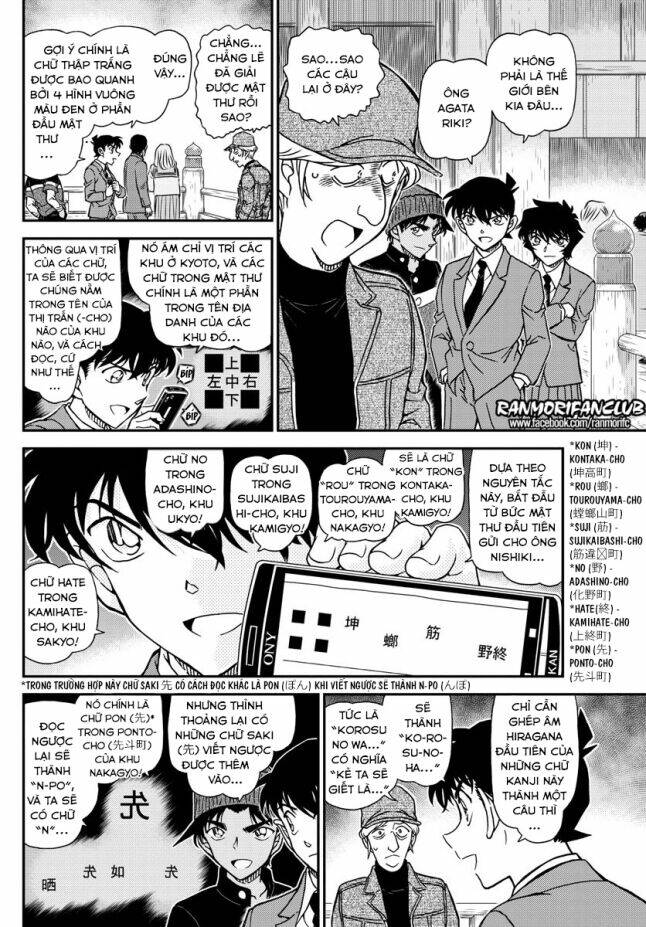 KHÔNG
PHẢI LÀ THẾ
GIỚI BÊN
KIA ĐÂU...
ÔNG
AGATA
RIKI?
SAO...SAO
CÁC CẬU
LẠI Ở ĐÂY?
CHẲNG...
CHẲNG LẼ
ĐÃ GIẢI
ĐƯỢC MẬT
THƯ RỒI
SAO?
ĐÚNG
VẬY...
GỢI Ý CHÍNH LÀ
CHỮ THẬP TRẮNG
ĐƯỢC BAO QUANH
BỞI 4 HÌNH VUÔNG
MÀU ĐEN Ở PHẦN
ĐẦU MẬT
THƯ
...
NÓ ÁM CHỈ VỊ TRÍ CÁC
KHU Ở KYOTO, VÀ CÁC
CHỮ TRONG MẬT THƯ
CHÍNH LÀ MỘT PHẦN
TRONG TÊN ĐỊA
DANH CỦA CÁC
KHU ĐÓ...
THÔNG QUA VỊ TRÍ
CỦA CÁC CHỮ,
TA SẼ BIẾT ĐƯỢC
CHÚNG NẰM
TRONG TÊN CỦA
THỊ TRẤN (-CHO)
NÀO CỦA KHU
NÀO, VÀ CÁCH
ĐỌC, CỨ
NHƯ THẾ
...
BÍP
BÍP
上
左中右
下
RANMORIFANCLUB
www.facebook.com/ranmorifc
DỰA THEO
NGUYÊN TẮC
NÀY, BẮT ĐẦU
TỪ BỨC MẬT
THƯ ĐẦU TIÊN
GỬI CHO ÔNG
NISHIKI...
SẼ LÀ CHỮ
"KON" TRONG
KONTAKA-
CHO, KHU
KAMIGYO!
CHỮ
"ROU" TRONG
TOUROUYAMA-
CHO, KHU
NAKAGYO!
CHỮ SUJI
TRONG
SUJIKAIBAS
HI-CHO, KHU
KAMIGYO!
CHỮ NO
TRONG
ADASHINO-
CHO, KHU
UKYO!
CHỮ HATE
TRONG
KAMIHATE-
CHO, KHU
SAKYO!
坤
螂
筋
野終
ONY
KAN
*KON (坤) -
KONTAKA-CHO
(坤高町)
*ROU (螂) -
TOUROUYAMA-CHO
(螳螂山町)
*SUJI (筋) -
SUJIKAIBASHI-CHO
(筋違町)
*NO (野) -
ADASHINO-CHO
(化野町)
*HATE(終) -
KAMIHATE-CHO
(上終町)
*PON (先) -
PONTO-CHO
(先斗町)
*TRONG TRƯỜNG HỢP NÀY CHỮ SAKI 先 CÓ CÁCH ĐỌC KHÁC LÀ PON (ぽん) KHI VIẾT NGƯỢC SẼ THÀNH N-PO (んぽ)
CHỈ CẦN
GHÉP ÂM
HIRAGANA
ĐẦU TIÊN CỦA
NHỮNG CHỮ
KANJI NÀY
THÀNH MỘT
CÂU THÌ
...
SẼ
THÀNH
"KO-RO-
SU-NO-
HA..."
TỨC LÀ
"KOROSU
NO WA..."
CÓ NGHĨA
"KẺ TA SẼ
GIẾT LÀ..."
NHƯNG THỈNH
THOẢNG LẠI CÓ
NHỮNG CHỮ SAKI
(先) VIẾT NGƯỢC
ĐƯỢC THÊM
VÀO...
NÓ CHÍNH LÀ
CHỮ PON (先)*
TRONG PONTO-
CHO (先斗町)
CỦA KHU
NAKAGYO!
ĐỌC
NGƯỢC
LẠI SẼ
THÀNH
"N-PO",
VÀ TA SẼ
CÓ CHỮ
"N"...
先
晒 先 如 先